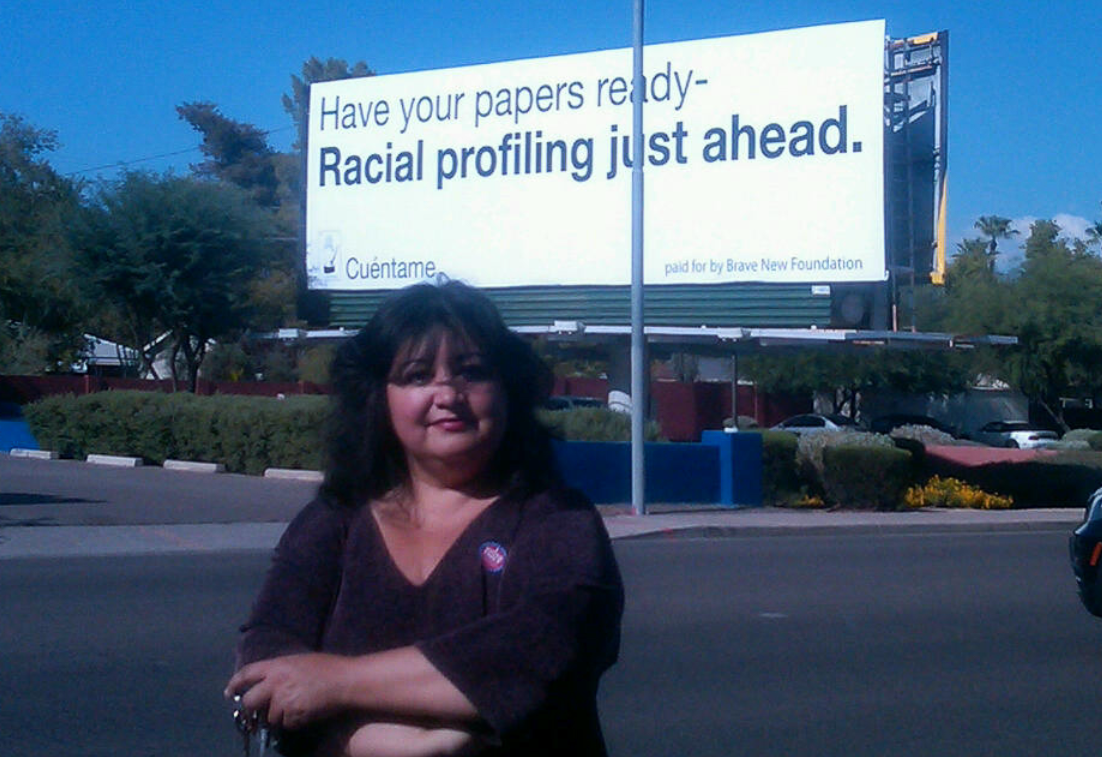 Have your papers ready-
Racial profiling just ahead.
Cuéntame
paid for by Brave New Foundation